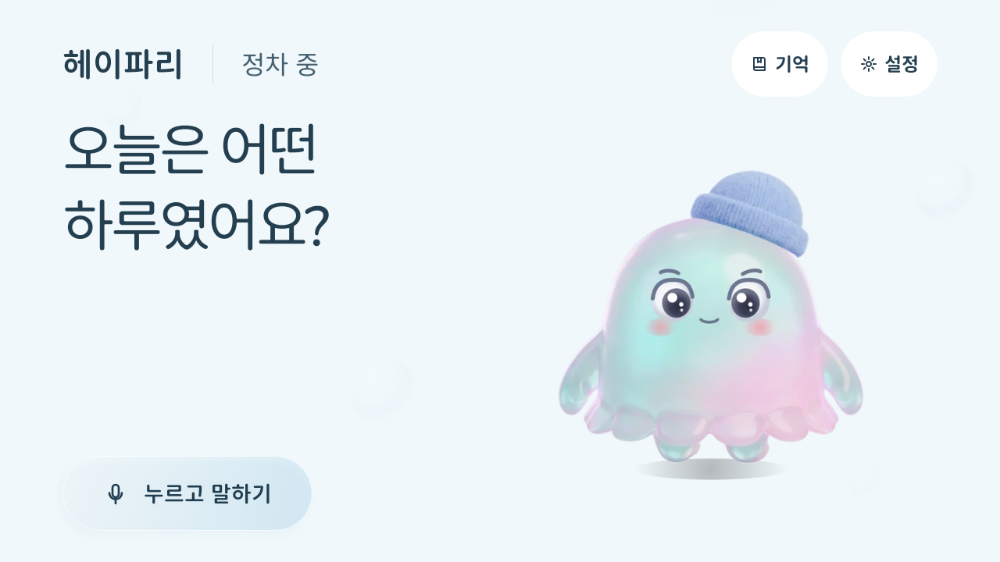 헤이파리
정차 중
기억
설정
오늘은 어떤
하루였어요?
누르고 말하기